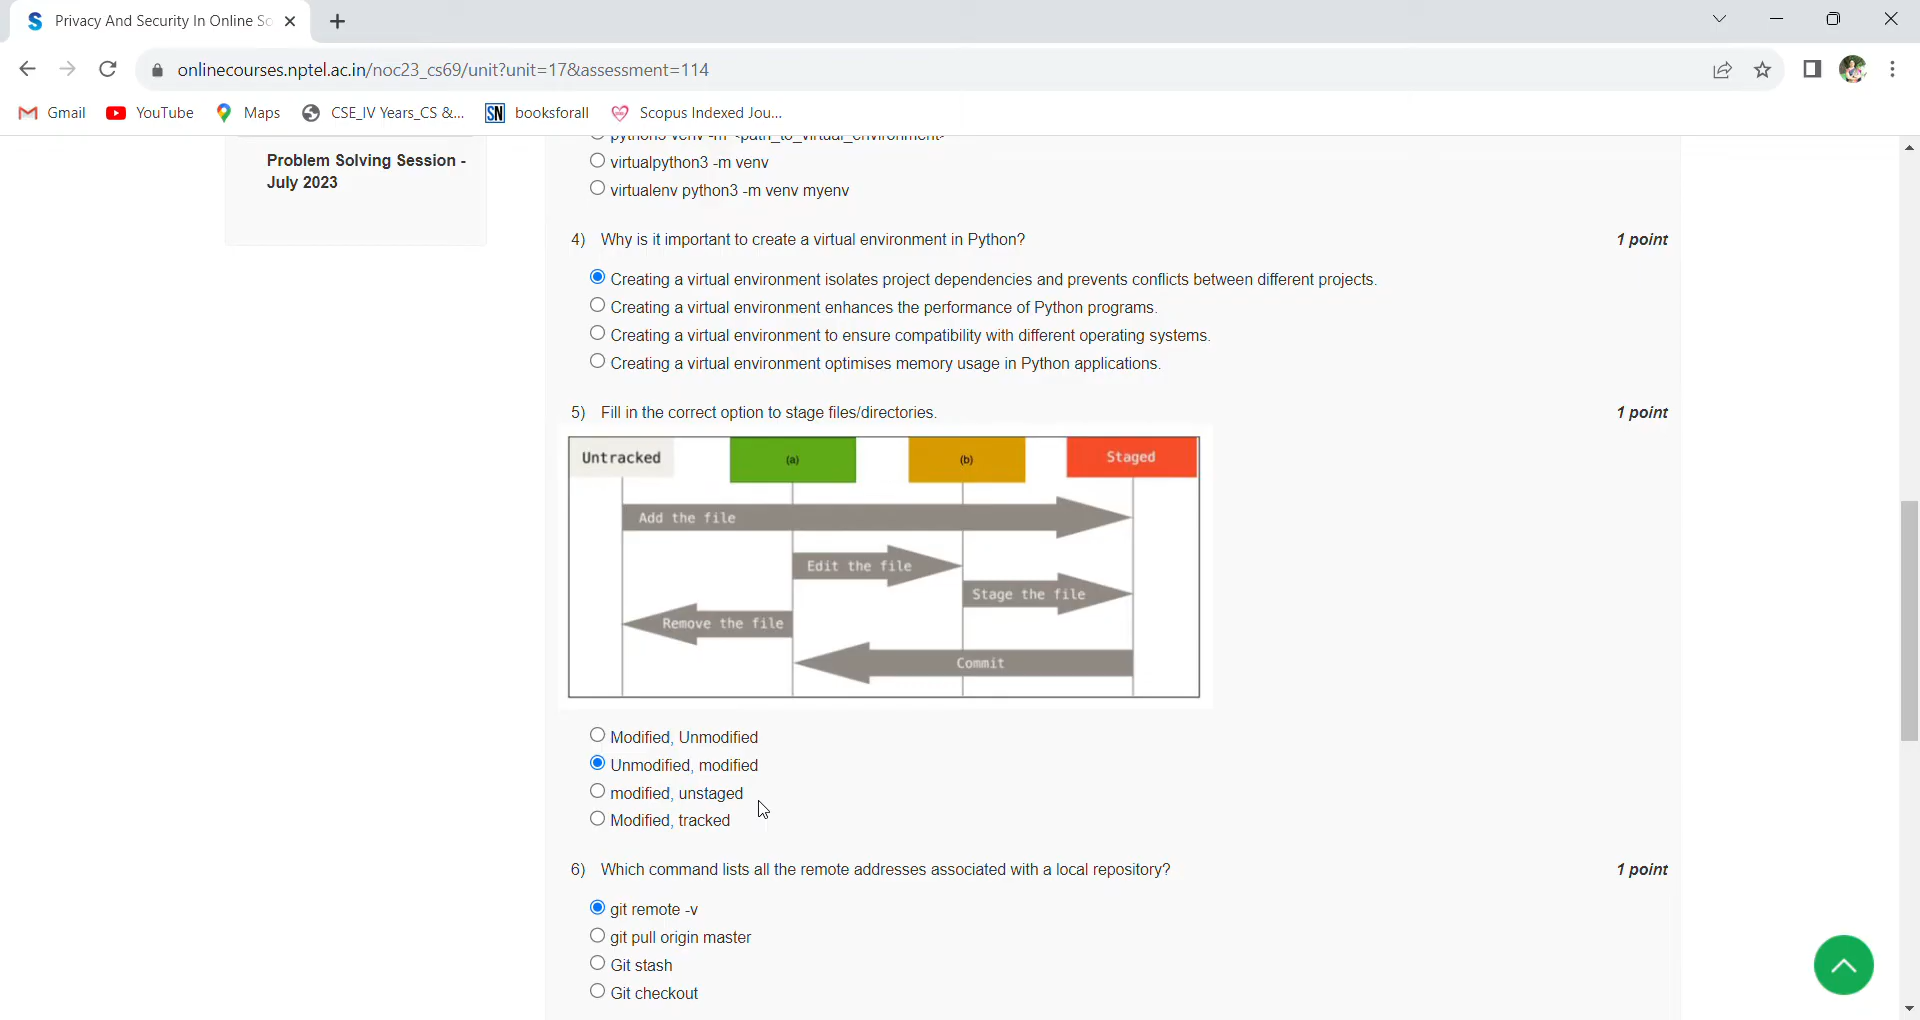 Privacy And Security In Online So
onlinecourses.nptel.ac.in/noc23_cs69/unit?unit=17&assessment=114
Gmail YouTube Maps CSE_IV Years_CS &... SN booksforall Scopus Indexed Jou...
Problem Solving Session -
July 2023
python3 venv -m <path_to_virtual_environment>
virtualpython3 -m venv
virtualenv python3 -m venv myenv
4) Why is it important to create a virtual environment in Python? 1 point
Creating a virtual environment isolates project dependencies and prevents conflicts between different projects.
Creating a virtual environment enhances the performance of Python programs.
Creating a virtual environment to ensure compatibility with different operating systems.
Creating a virtual environment optimises memory usage in Python applications.
5) Fill in the correct option to stage files/directories. 1 point
Untracked (a) (b) Staged
Add the file
Edit the file
Stage the file
Remove the file
Commit
Modified, Unmodified
Unmodified, modified
modified, unstaged
Modified, tracked
6) Which command lists all the remote addresses associated with a local repository? 1 point
git remote -v
git pull origin master
Git stash
Git checkout